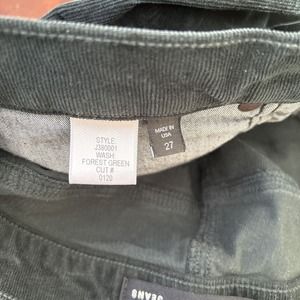 STYLE:
J380001
WASH:
FOREST GREEN
CUT #
0120
MADE IN
USA
27